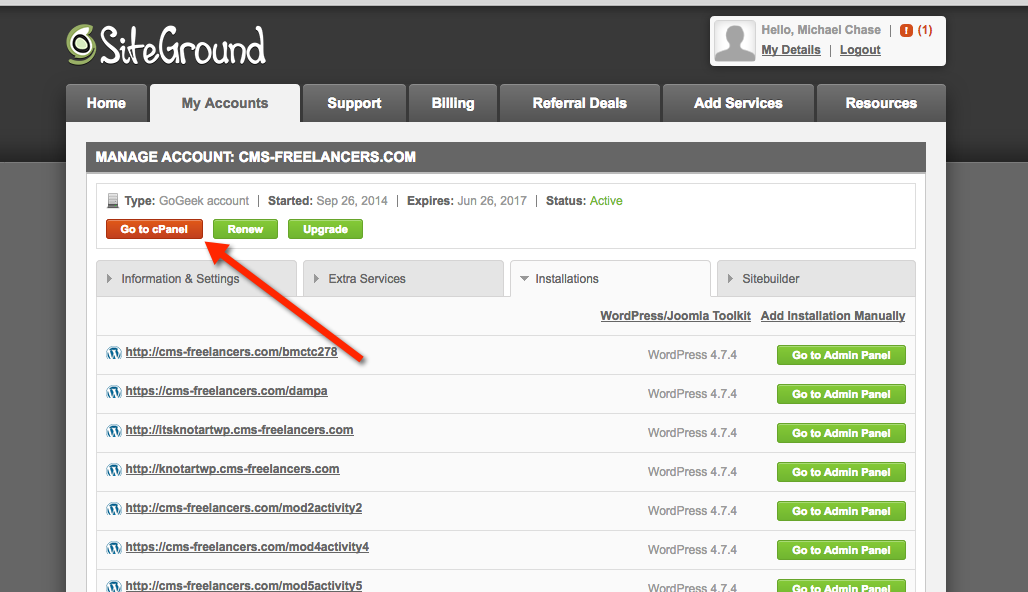 SiteGround
Hello, Michael Chase | ! (1)
My Details | Logout
Home My Accounts Support Billing Referral Deals Add Services Resources
MANAGE ACCOUNT: CMS-FREELANCERS.COM
Type: GoGeek account | Started: Sep 26, 2014 | Expires: Jun 26, 2017 | Status: Active
Go to cPanel Renew Upgrade
Information & Settings Extra Services Installations Sitebuilder
WordPress/Joomla Toolkit Add Installation Manually
http://cms-freelancers.com/bmctc278 WordPress 4.7.4 Go to Admin Panel
https://cms-freelancers.com/dampa WordPress 4.7.4 Go to Admin Panel
http://itsknotartwp.cms-freelancers.com WordPress 4.7.4 Go to Admin Panel
http://knotartwp.cms-freelancers.com WordPress 4.7.4 Go to Admin Panel
http://cms-freelancers.com/mod2activity2 WordPress 4.7.4 Go to Admin Panel
https://cms-freelancers.com/mod4activity4 WordPress 4.7.4 Go to Admin Panel
http://cms-freelancers.com/mod5activity5 WordPress 4.7.4 Go to Admin Panel